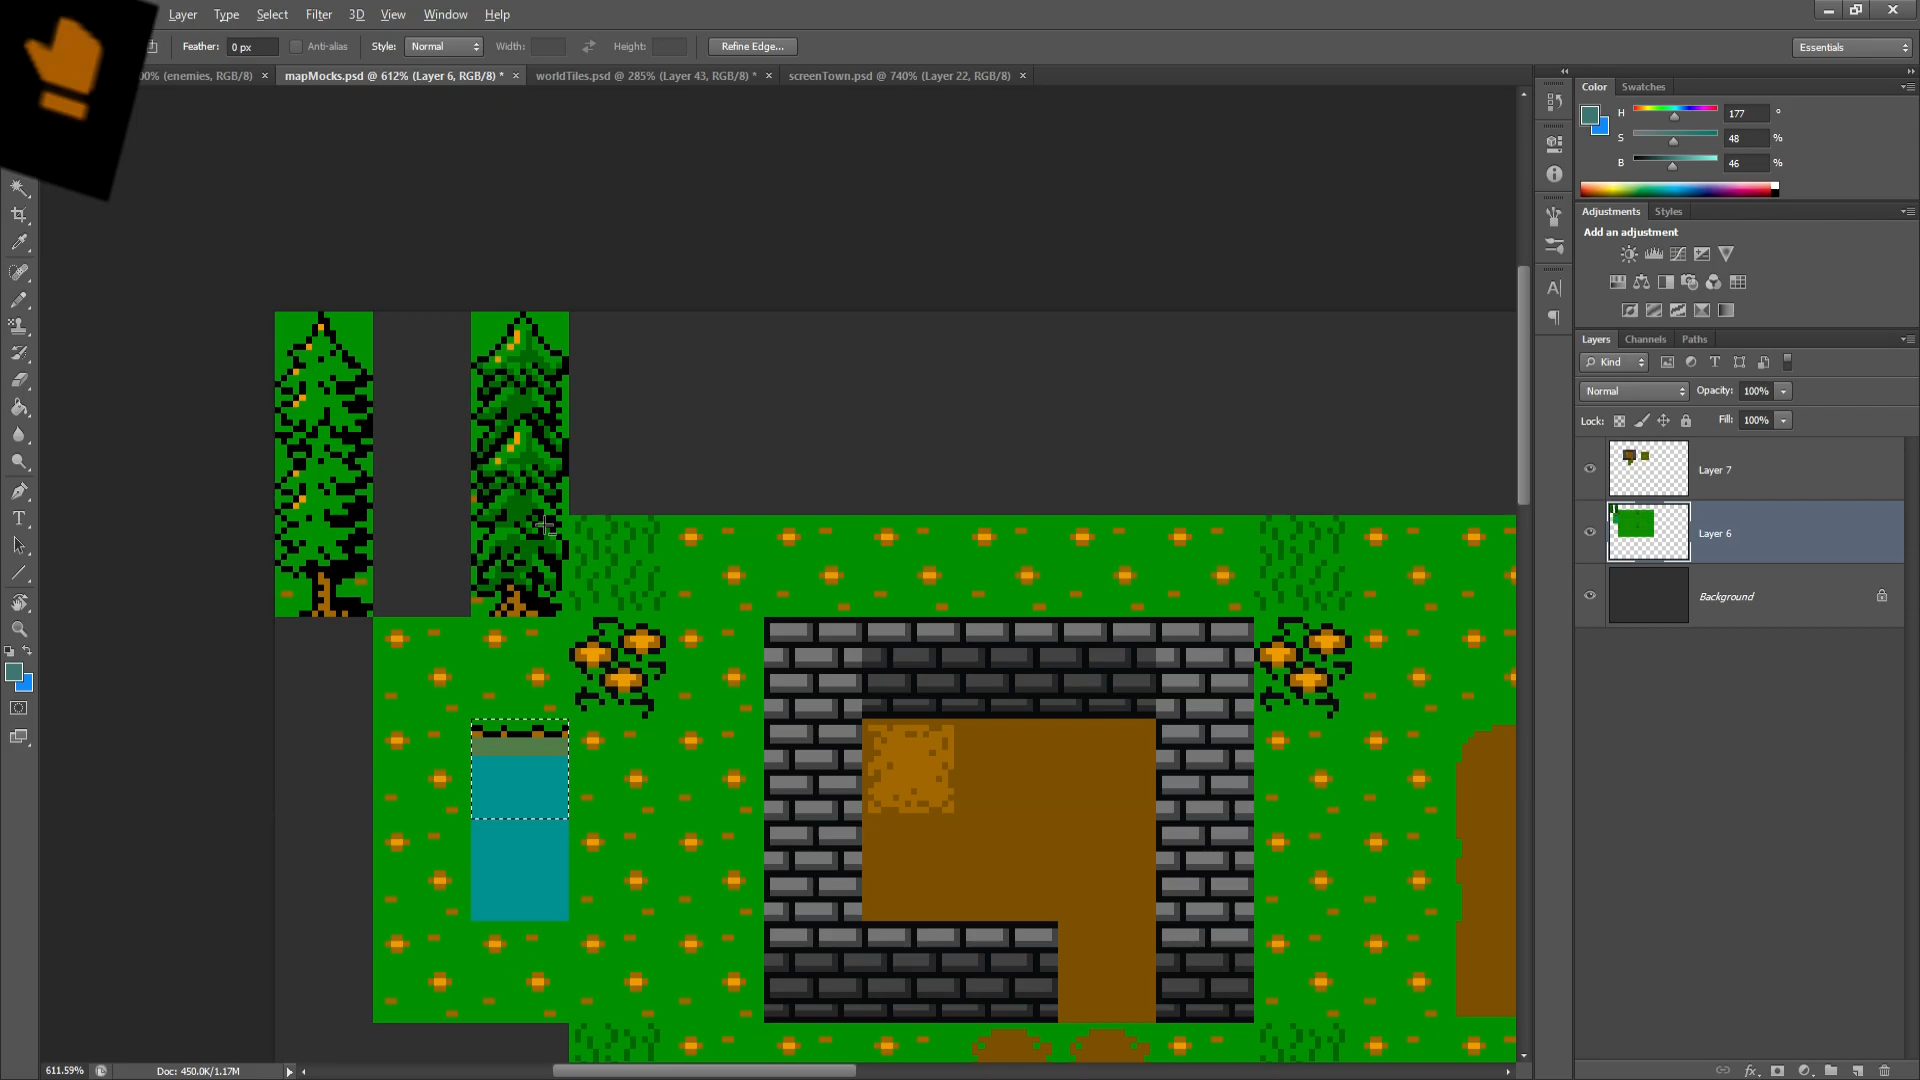 Layer Type Select Filter 3D View Window Help
Feather: 0 px Anti-alias Style: Normal Width: Height: Refine Edge... Essentials
00% (enemies, RGB/8) × mapMocks.psd @ 612% (Layer 6, RGB/8) * × worldTiles.psd @ 285% (Layer 43, RGB/8) * × screenTown.psd @ 740% (Layer 22, RGB/8) ×
Color Swatches
H 177 °
S 48 %
B 46 %
Adjustments Styles
Add an adjustment
Layers Channels Paths
Kind
Normal Opacity: 100%
Lock: Fill: 100%
Layer 7
Layer 6
Background
611.59% Doc: 450.0K/1.17M